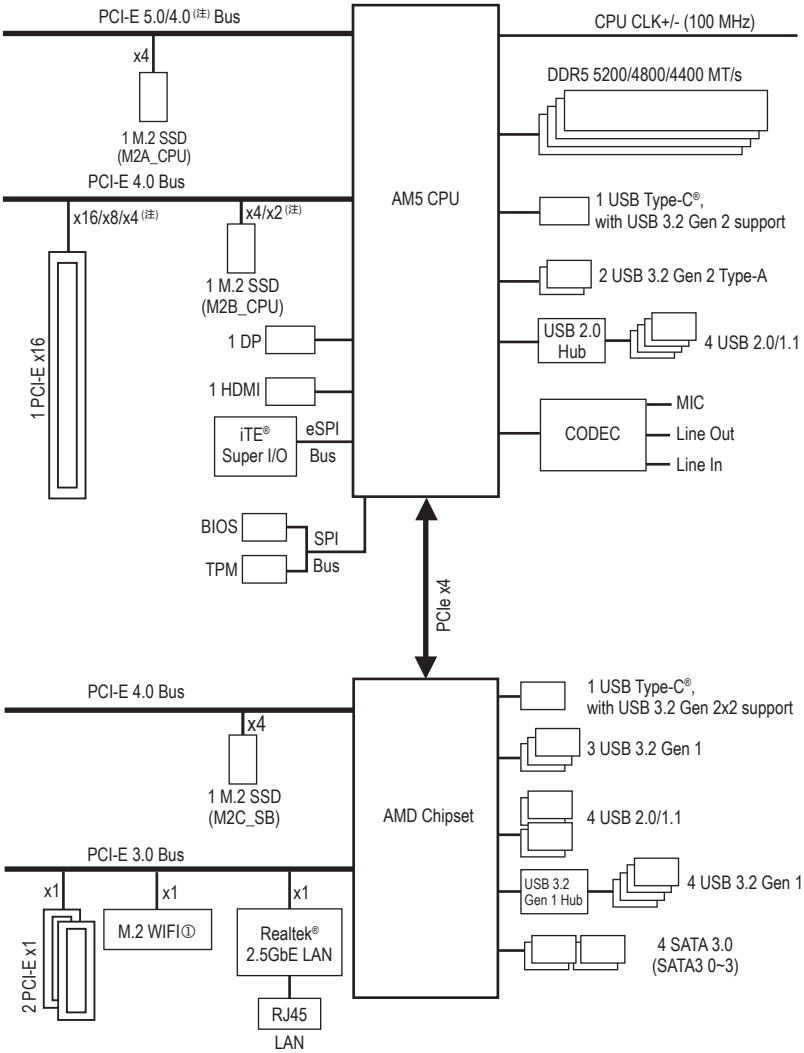 PCI-E 5.0/4.0 (注) Bus
x4
1 M.2 SSD
(M2A_CPU)
PCI-E 4.0 Bus
x16/x8/x4 (注)
1 PCI-E x16
x4/x2 (注)
1 M.2 SSD
(M2B_CPU)
1 DP
1 HDMI
iTE®
Super I/O
eSPI
Bus
BIOS
TPM
SPI
Bus
AM5 CPU
CPU CLK+/- (100 MHz)
DDR5 5200/4800/4400 MT/s
1 USB Type-C®,
with USB 3.2 Gen 2 support
2 USB 3.2 Gen 2 Type-A
USB 2.0
Hub
4 USB 2.0/1.1
CODEC
MIC
Line Out
Line In
PCIe x4
PCI-E 4.0 Bus
x4
1 M.2 SSD
(M2C_SB)
PCI-E 3.0 Bus
x1
2 PCI-E x1
x1
M.2 WIFI①
x1
Realtek®
2.5GbE LAN
RJ45
LAN
AMD Chipset
1 USB Type-C®,
with USB 3.2 Gen 2x2 support
3 USB 3.2 Gen 1
4 USB 2.0/1.1
USB 3.2
Gen 1 Hub
4 USB 3.2 Gen 1
4 SATA 3.0
(SATA3 0~3)